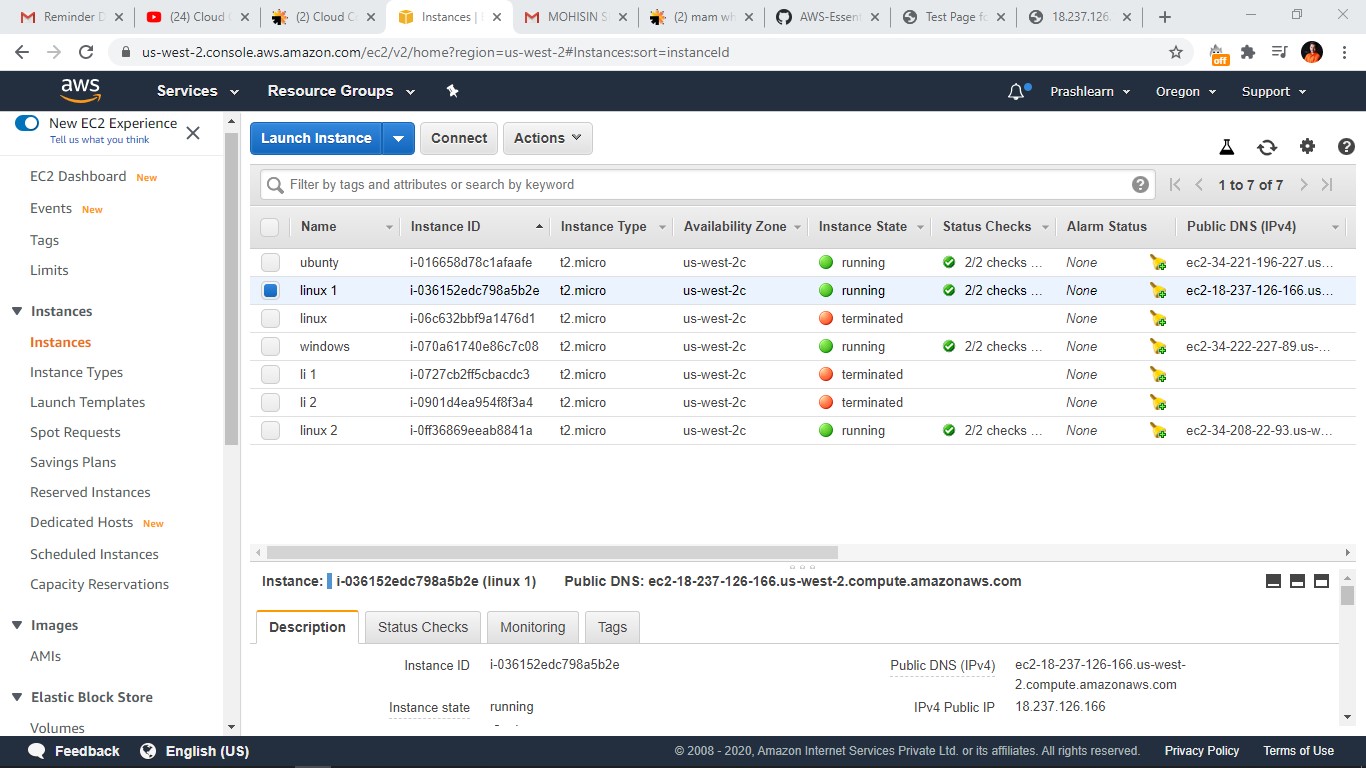 Reminder D
(24) Cloud C
(2) Cloud Co
Instances |
MOHISIN S
(2) mam wh
AWS-Essen
Test Page fo
18.237.126.
us-west-2.console.aws.amazon.com/ec2/v2/home?region=us-west-2#Instances:sort=instanceId
off
aws Services Resource Groups Prashlearn Oregon Support
New EC2 Experience
Tell us what you think
EC2 Dashboard New
Events New
Tags
Limits
Instances
Instances
Instance Types
Launch Templates
Spot Requests
Savings Plans
Reserved Instances
Dedicated Hosts New
Scheduled Instances
Capacity Reservations
Images
AMIs
Elastic Block Store
Volumes
Launch Instance Connect Actions
Filter by tags and attributes or search by keyword 1 to 7 of 7
Name Instance ID Instance Type Availability Zone Instance State Status Checks Alarm Status Public DNS (IPv4)
ubunty i-016658d78c1afaafe t2.micro us-west-2c running 2/2 checks ... None ec2-34-221-196-227.us...
linux 1 i-036152edc798a5b2e t2.micro us-west-2c running 2/2 checks ... None ec2-18-237-126-166.us...
linux i-06c632bbf9a1476d1 t2.micro us-west-2c terminated None
windows i-070a61740e86c7c08 t2.micro us-west-2c running 2/2 checks ... None ec2-34-222-227-89.us-...
li 1 i-0727cb2ff5cbacdc3 t2.micro us-west-2c terminated None
li 2 i-0901d4ea954f8f3a4 t2.micro us-west-2c terminated None
linux 2 i-0ff36869eeab8841a t2.micro us-west-2c running 2/2 checks ... None ec2-34-208-22-93.us-w...
Instance: i-036152edc798a5b2e (linux 1) Public DNS: ec2-18-237-126-166.us-west-2.compute.amazonaws.com
Description Status Checks Monitoring Tags
Instance ID i-036152edc798a5b2e
Public DNS (IPv4) ec2-18-237-126-166.us-west-
2.compute.amazonaws.com
Instance state running
IPv4 Public IP 18.237.126.166
Feedback English (US) © 2008 - 2020, Amazon Internet Services Private Ltd. or its affiliates. All rights reserved. Privacy Policy Terms of Use